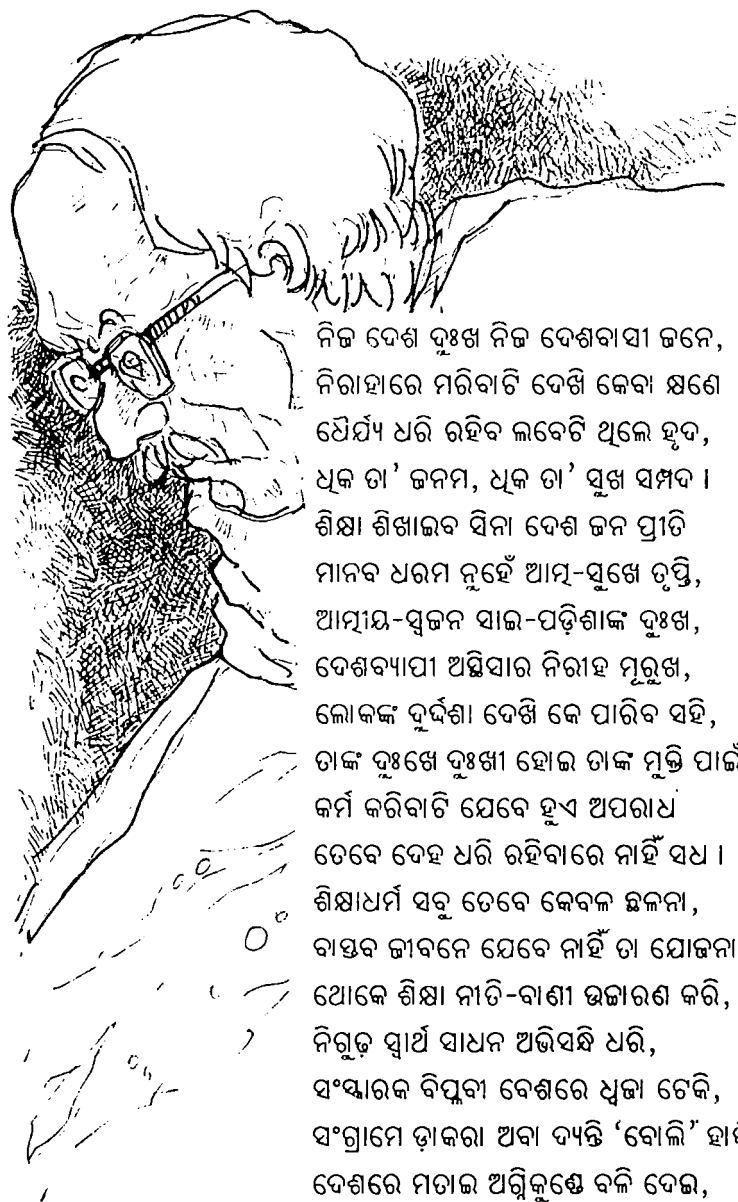 ନିଜ ଦେଶ ଦୁଃଖ ନିଜ ଦେଶବାସୀ ଜନେ,
ନିରାହାରେ ମରିବାଟି ଦେଖି କେବା କ୍ଷଣେ
ଧୈର୍ଯ୍ୟ ଧରି ରହିବ ଲବେଟି ଥିଲେ ହୃଦ,
ଧିକ ତା' ଜନମ, ଧିକ ତା' ସୁଖ ସମ୍ପଦ ।
ଶିକ୍ଷା ଶିଖାଇବ ସିନା ଦେଶ ଜନ ପ୍ରୀତି
ମାନବ ଧରମ ନୁହେଁ ଆତ୍ମ-ସୁଖେ ତୃପ୍ତି,
ଆତ୍ମୀୟ-ସ୍ୱଜନ ସାଇ-ପଡ଼ିଶାଙ୍କ ଦୁଃଖ,
ଦେଶବ୍ୟାପୀ ଅସ୍ଥିସାର ନିରୀହ ମୂରୁଖ,
ଲୋକଙ୍କ ଦୁର୍ଦ୍ଦଶା ଦେଖି କେ ପାରିବ ସହି,
ତାଙ୍କ ଦୁଃଖେ ଦୁଃଖୀ ହୋଇ ତାଙ୍କ ମୁକ୍ତି ପାଇଁ
କର୍ମ କରିବାଟି ଯେବେ ହୁଏ ଅପରାଧ
ତେବେ ଦେହ ଧରି ରହିବାରେ ନାହିଁ ସଧ ।
ଶିକ୍ଷାଧର୍ମ ସବୁ ତେବେ କେବଳ ଛଳନା,
ବାସ୍ତବ ଜୀବନେ ଯେବେ ନାହିଁ ତା ଯୋଜନା
ଥୋକେ ଶିକ୍ଷା ନୀତି-ବାଣୀ ଉଚ୍ଚାରଣ କରି,
ନିଗୁଢ଼ ସ୍ୱାର୍ଥ ସାଧନ ଅଭିସନ୍ଧି ଧରି,
ସଂସ୍କାରକ ବିପ୍ଳବୀ ବେଶରେ ଧ୍ୱଜା ଟେକି,
ସଂଗ୍ରାମେ ଡ଼ାକରା ଅବା ଦ୍ୟନ୍ତି 'ବୋଲି'
ଦେଶରେ ମତାଇ ଅଗ୍ନିକୁଣ୍ଡେ ବଳି ଦେଇ,